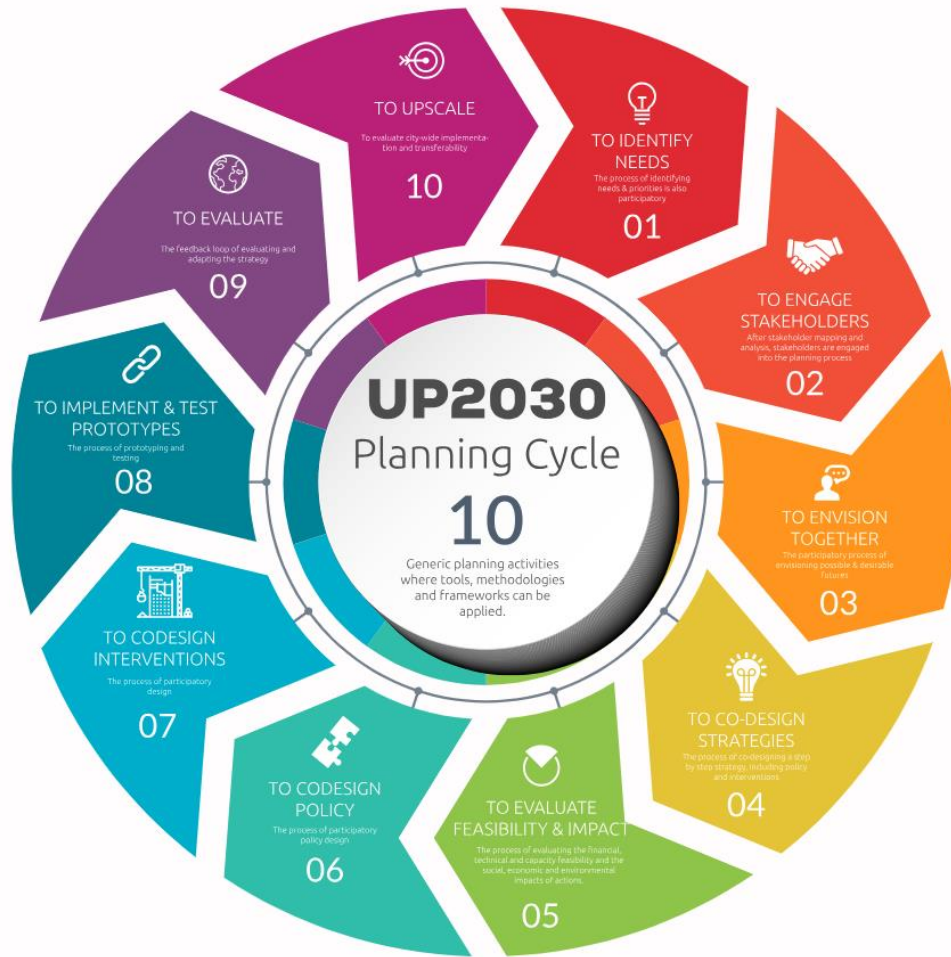 UP2030
Planning Cycle
10
Generic planning activities
where tools, methodologies
and frameworks can be
applied.
TO IDENTIFY
NEEDS
The process of identifying
needs & priorities is also
participatory
01
TO ENGAGE
STAKEHOLDERS
After stakeholder mapping and
analysis, stakeholders are engaged
into the planning process
02
TO ENVISION
TOGETHER
The participatory process of
envisioning possible & desirable
futures
03
TO CO-DESIGN
STRATEGIES
The process of co-designing a step
by step strategy, including policy
and interventions.
04
TO EVALUATE
FEASIBILITY & IMPACT
The process of evaluating the financial,
technical and capacity feasibility and the
social, economic and environmental
impacts of actions.
05
TO CODESIGN
POLICY
The process of participatory
policy design
06
TO CODESIGN
INTERVENTIONS
The process of participatory
design
07
TO IMPLEMENT & TEST
PROTOTYPES
The process of prototyping and
testing
08
TO EVALUATE
The feedback loop of evaluating and
adapting the strategy
09
TO UPSCALE
To evaluate city-wide implementa-
tion and transferability
10